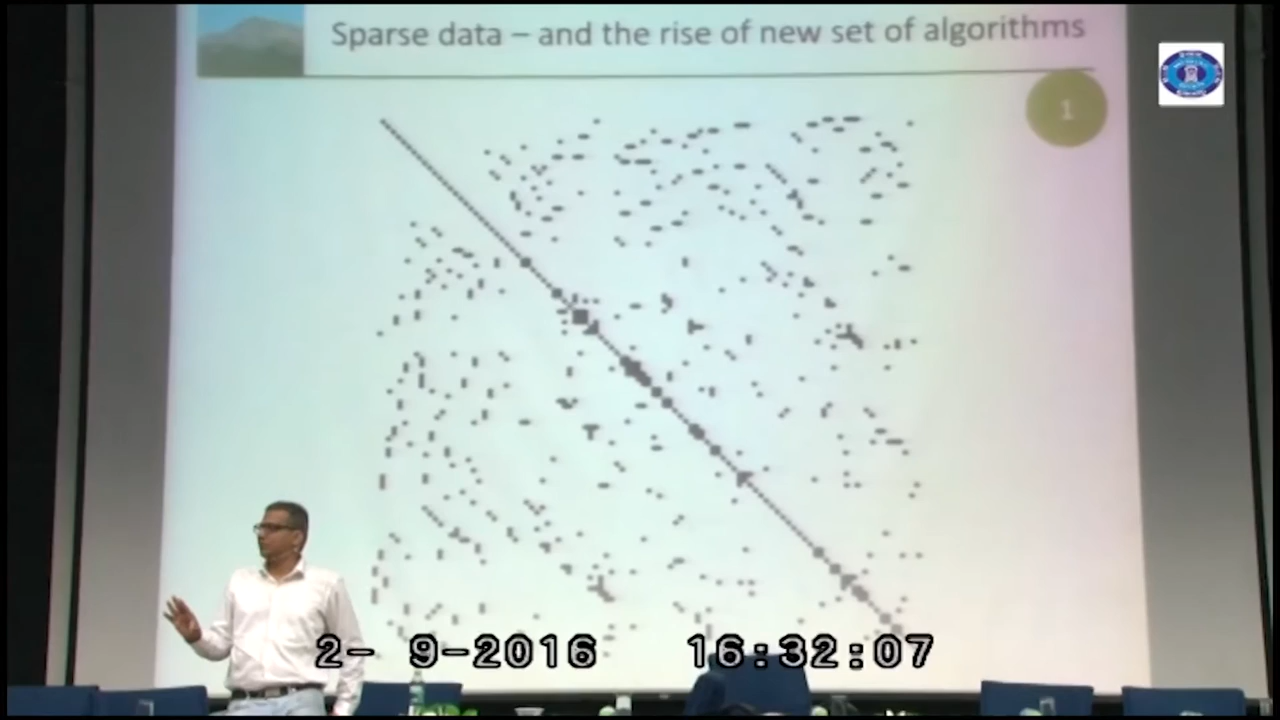 Sparse data – and the rise of new set of algorithms
1
2- 9-2016 16:32:07